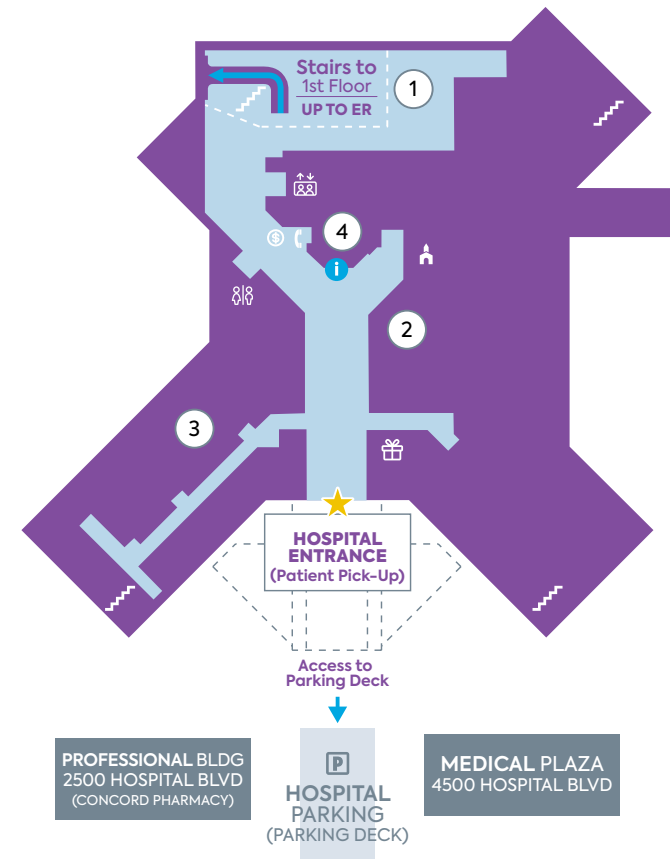 Stairs to
1st Floor
UP TO ER
1
4
$
i
2
3
HOSPITAL
ENTRANCE
(Patient Pick-Up)
Access to
Parking Deck
PROFESSIONAL BLDG
2500 HOSPITAL BLVD
(CONCORD PHARMACY)
P
HOSPITAL
PARKING
(PARKING DECK)
MEDICAL PLAZA
4500 HOSPITAL BLVD